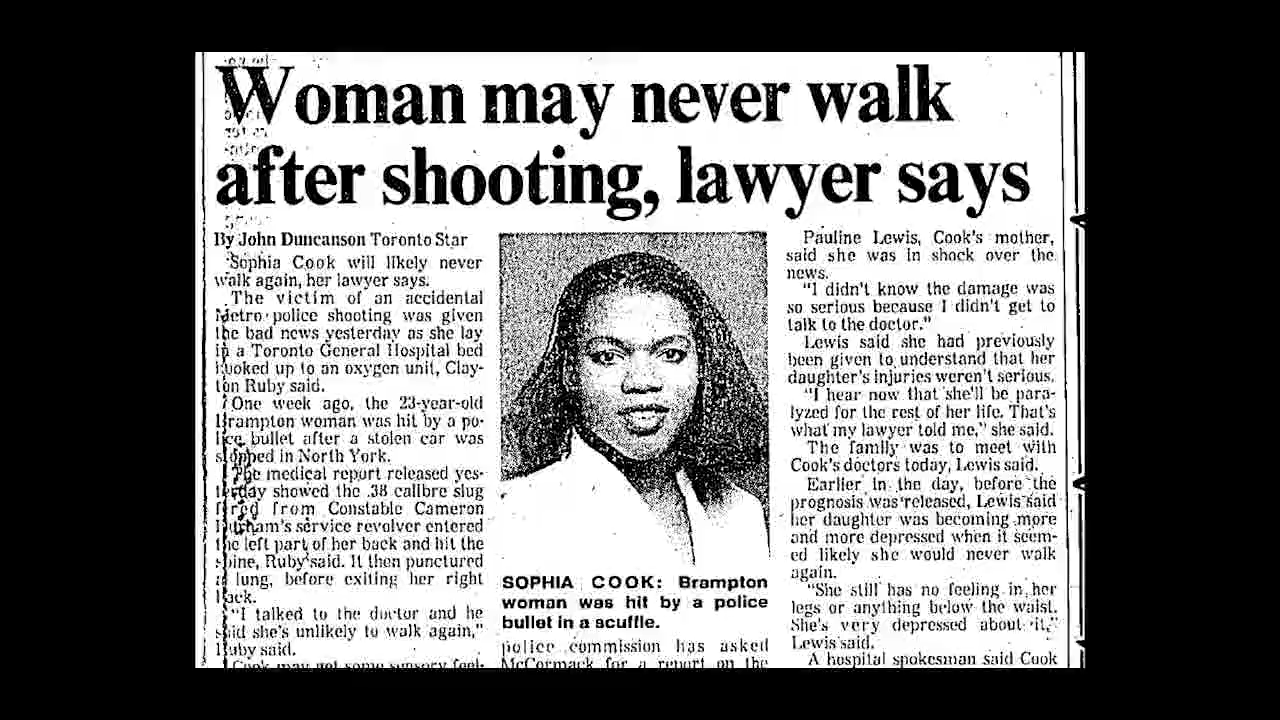 Woman may never walk
after shooting, lawyer says
By John Duncanson Toronto Star
Sophia Cook will likely never
walk again, her lawyer says.
The victim of an accidental
Metro police shooting was given
the bad news yesterday as she lay
in a Toronto General Hospital bed
hooked up to an oxygen unit, Clay-
ton Ruby said.
One week ago, the 23-year-old
Brampton woman was hit by a po-
lice bullet after a stolen car was
stopped in North York.
The medical report released yes-
terday showed the .38 calibre slug
fired from Constable Cameron
Durham's service revolver entered
the left part of her back and hit the
spine, Ruby said. It then punctured
a lung, before exiting her right
back.
"I talked to the doctor and he
said she's unlikely to walk again,"
Ruby said.
Cook may get some sensory feel-
SOPHIA COOK: Brampton
woman was hit by a police
bullet in a scuffle.
police commission has asked
McCormack for a report on the
Pauline Lewis, Cook's mother,
said she was in shock over the
news.
"I didn't know the damage was
so serious because I didn't get to
talk to the doctor."
Lewis said she had previously
been given to understand that her
daughter's injuries weren't serious.
"I hear now that she'll be para-
lyzed for the rest of her life. That's
what my lawyer told me," she said.
The family was to meet with
Cook's doctors today, Lewis said.
Earlier in the day, before the
prognosis was released, Lewis said
her daughter was becoming more
and more depressed when it seem-
ed likely she would never walk
again.
"She still has no feeling in her
legs or anything below the waist.
She's very depressed about it,"
Lewis said.
A hospital spokesman said Cook